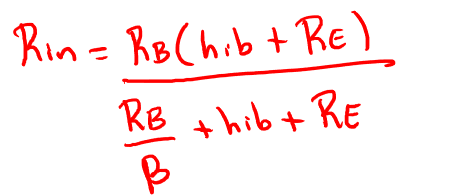 Rin = RB(hib + RE)
RB/β + hib + RE